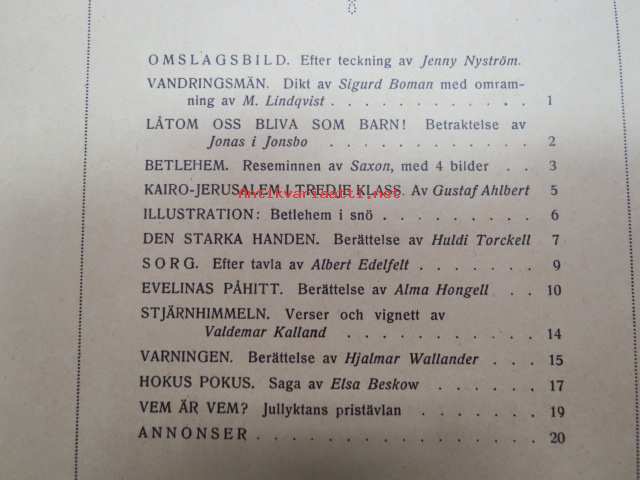 OMSLAGSBILD. Efter teckning av Jenny Nyström.
VANDRINGSMÄN. Dikt av Sigurd Boman med omram-
ning av M. Lindqvist . . . . . . . . . . . . 1
LÅTOM OSS BLIVA SOM BARN! Betraktelse av
Jonas i Jonsbo . . . . . . . . . . . 2
BETLEHEM. Reseminnen av Saxon, med 4 bilder . . 3
KAIRO-JERUSALEM I TREDJE KLASS. Av Gustaf Ahlbert 5
antikvariaatti.net
ILLUSTRATION: Betlehem i snö . . . . . . . . 6
DEN STARKA HANDEN. Berättelse av Huldi Torckell 7
SORG. Efter tavla av Albert Edelfelt . . . . . . 9
EVELINAS PÅHITT. Berättelse av Alma Hongell . . 10
STJÄRNHIMMELN. Verser och vignett av
Valdemar Kalland . . . . . . . . . . 14
VARNINGEN. Berättelse av Hjalmar Wallander . . . 15
HOKUS POKUS. Saga av Elsa Beskow . . . . . . 17
VEM ÄR VEM? Jullyktans pristävlan . . . . . . 19
ANNONSER . . . . . . . . . . . . . . . 20